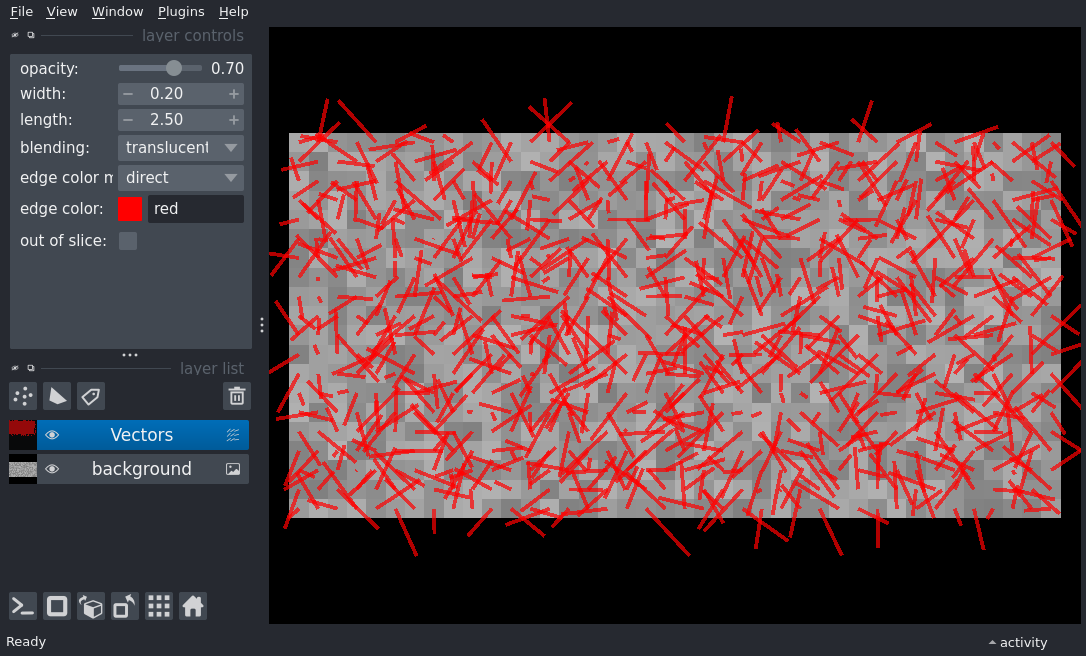 File View Window Plugins Help
layer controls
opacity: 0.70
width: 0.20
length: 2.50
blending: translucent
edge color m direct
edge color: red
out of slice:
layer list
Vectors
background
Ready
activity